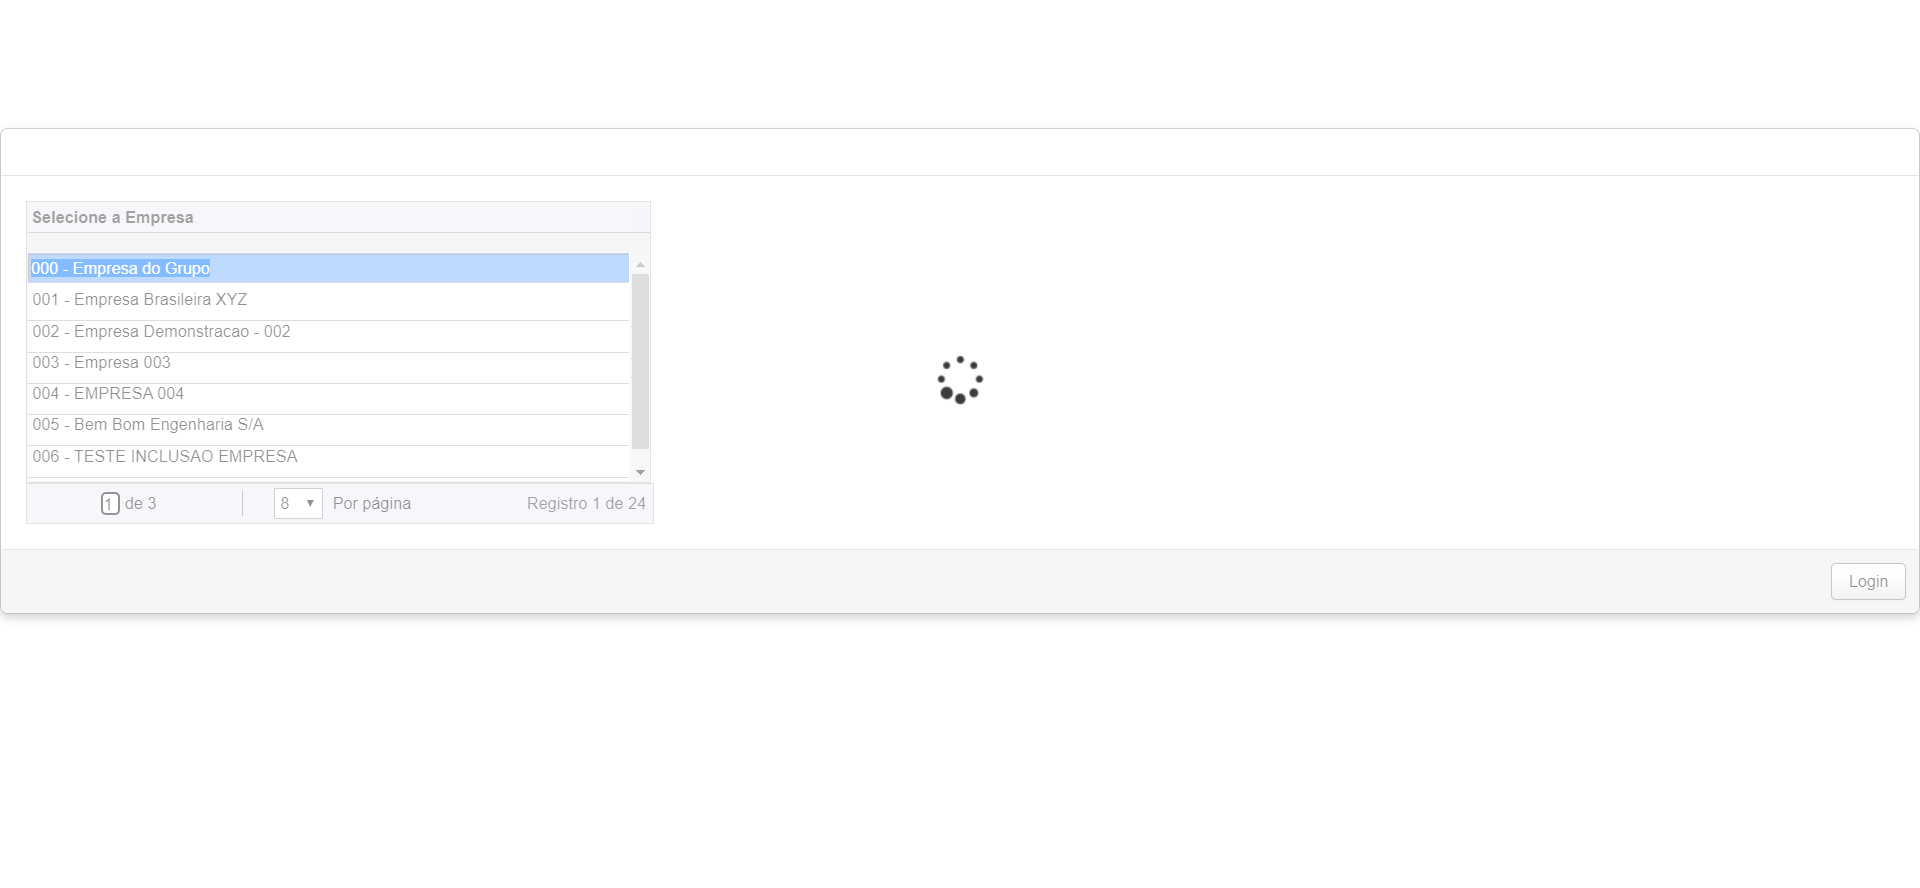 Selecione a Empresa
000 - Empresa do Grupo
001 - Empresa Brasileira XYZ
002 - Empresa Demonstracao - 002
003 - Empresa 003
004 - EMPRESA 004
005 - Bem Bom Engenharia S/A
006 - TESTE INCLUSAO EMPRESA
1 de 3 8 Por página Registro 1 de 24
Login